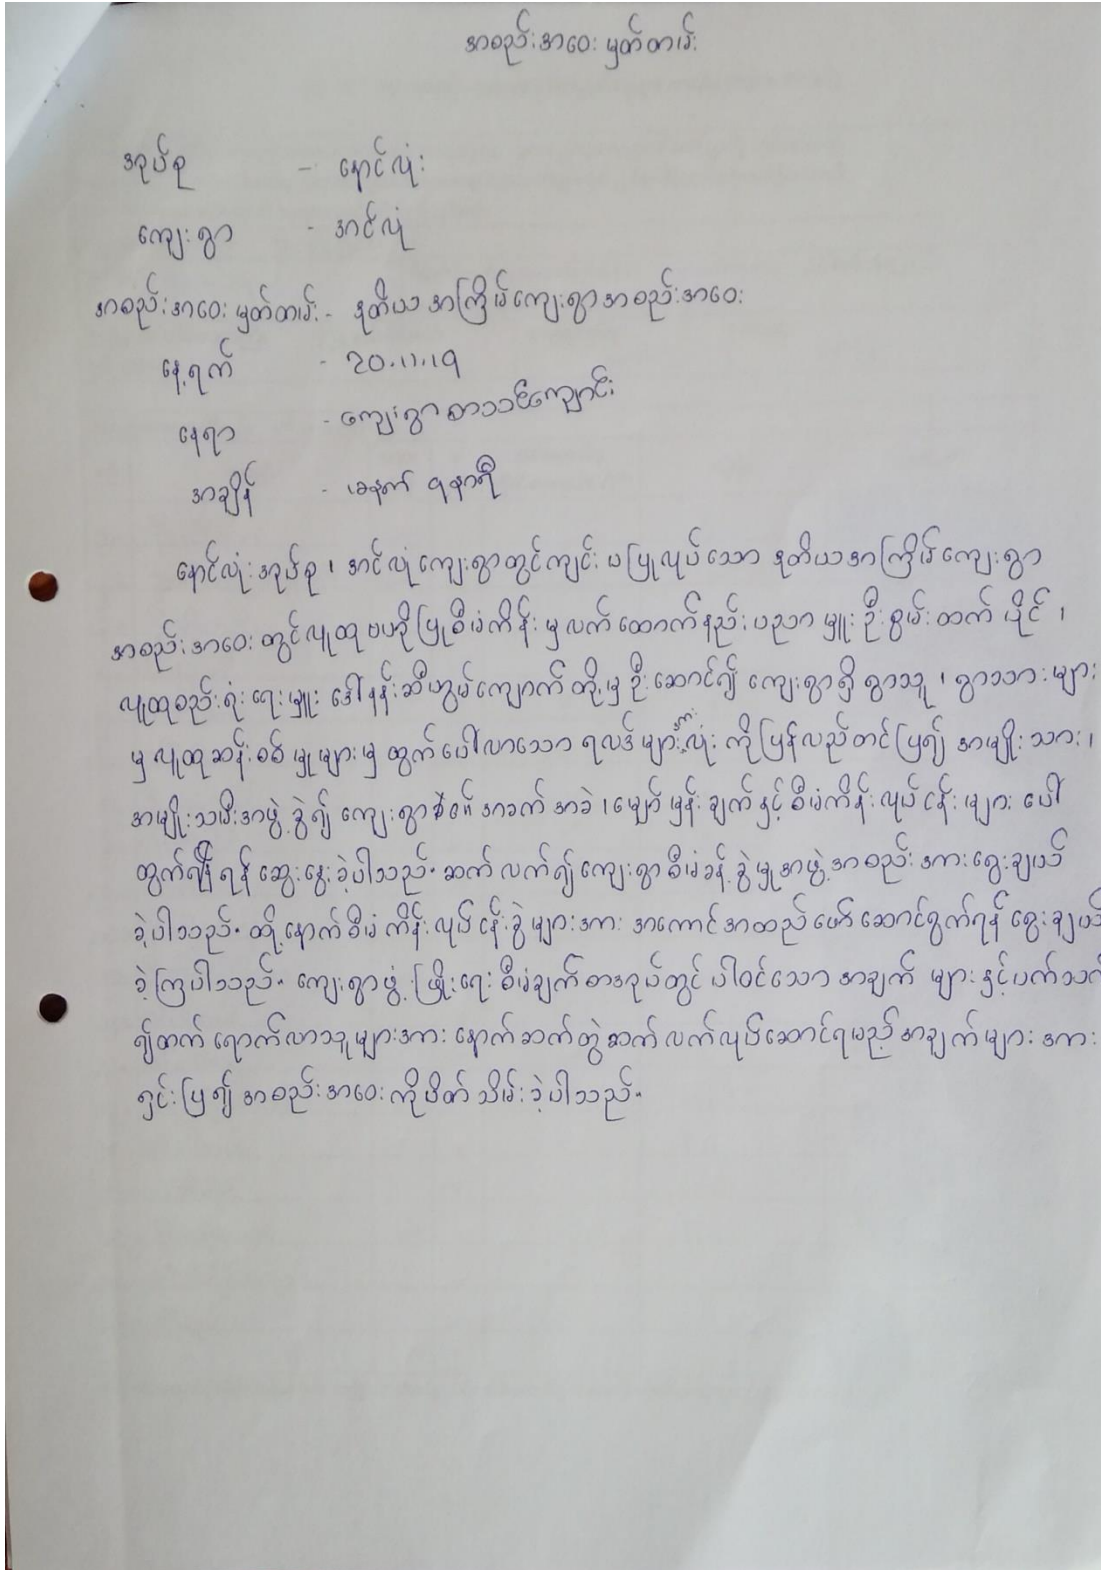 အစည်းအဝေး မှတ်တမ်း
အုပ်စု - နောင်လုံး
ကျေးရွာ - အင်လုံ
အစည်းအဝေး မှတ်တမ်း - ဒုတိယ အကြိမ်ကျေးရွာအစည်းအဝေး
နေ့ရက် - ၃၀.၁၁.၁၅
နေရာ - ကျေးရွာစာသင်ကျောင်း
အချိန် - မနက် ၅နာရီ
နောင်လုံးအုပ်စု၊ အင်လုံကျေးရွာတွင်ကျင်းပပြုလုပ်သော ဒုတိယအကြိမ်ကျေးရွာ
အစည်းအဝေးတွင်လူထုဗဟိုပြုစီမံကိန်းမှလက်ထောက်နည်းပညာမှူး ဦးစွမ်းထက်ပိုင်၊
လူထုစည်းရုံးရေးမှူး ဒေါ်နန်းဆီဟွမ်ကျောက်တို့မှဦးဆောင်၍ ကျေးရွာရှိရွာသူ၊ ရွာသားများ
မှ လူထုဆန်းစစ်မှုများမှထွက်ပေါ်လာသောရလဒ်များအားလုံးကိုပြန်လည်တင်ပြ၍ အမျိုးသား၊
အမျိုးသမီးအဖွဲ့ခွဲ၍ ကျေးရွာ၏ အခက်အခဲ၊ မျှော်မှန်းချက်နှင့်စီမံကိန်းလုပ်ငန်းများပေါ်
ထွက်ရှိရန်ဆွေးနွေးခဲ့ပါသည်။ ဆက်လက်၍ကျေးရွာစီမံခန့်ခွဲမှုအဖွဲ့အစည်းအားရွေးချယ်
ခဲ့ပါသည်။ ထို့နောက်စီမံကိန်းလုပ်ငန်းခွဲများအား အကောင်အထည်ဖော်ဆောင်ရွက်ရန်ရွေးချယ်
ခဲ့ကြပါသည်။ ကျေးရွာဖွံ့ဖြိုးရေးစီမံချက်စာအုပ်တွင်ပါဝင်သောအချက်များနှင့်ပက်သက်
၍တက်ရောက်လာသူများအား နောက်ဆက်တွဲဆက်လက်လုပ်ဆောင်ရမည့်အချက်များအား
ရှင်းပြ၍ အစည်းအဝေးကိုပိတ်သိမ်းခဲ့ပါသည်။